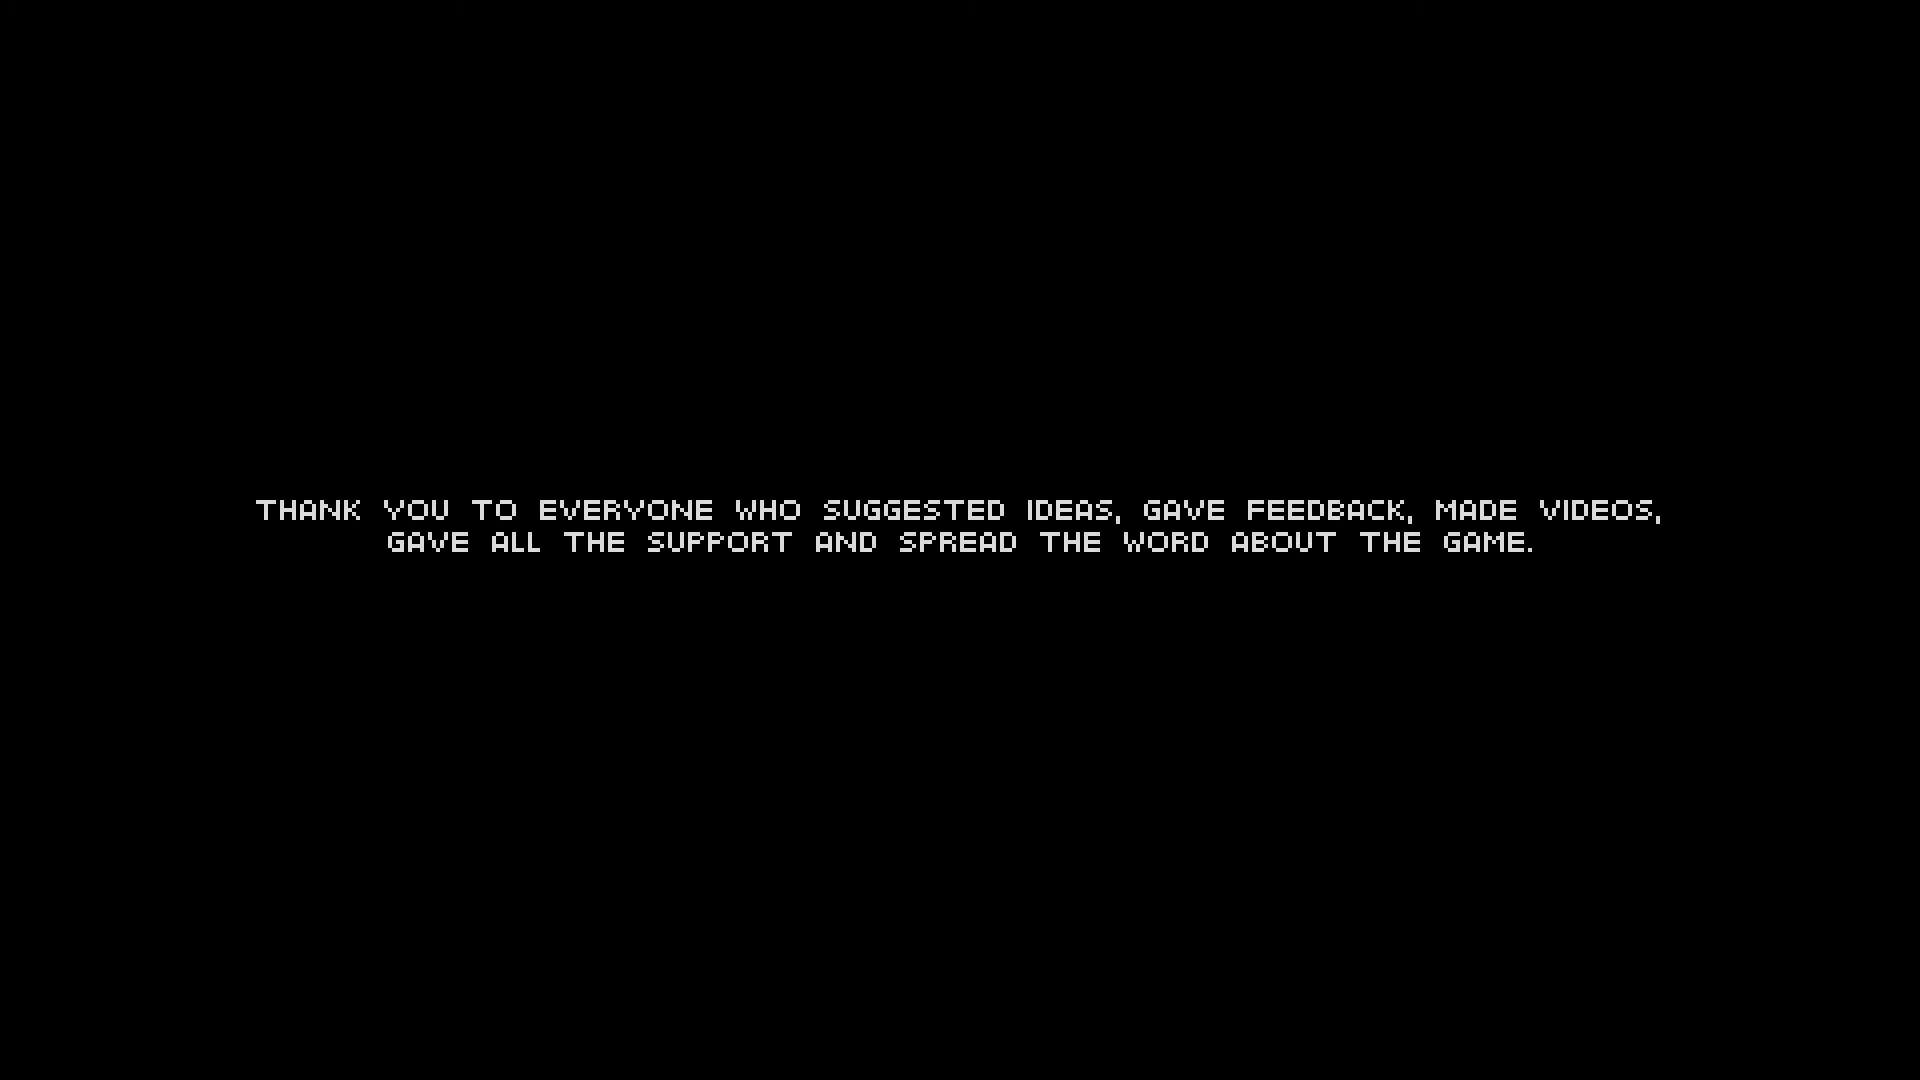 THANK YOU TO EVERYONE WHO SUGGESTED IDEAS, GAVE FEEDBACK, MADE VIDEOS,
GAVE ALL THE SUPPORT AND SPREAD THE WORD ABOUT THE GAME.